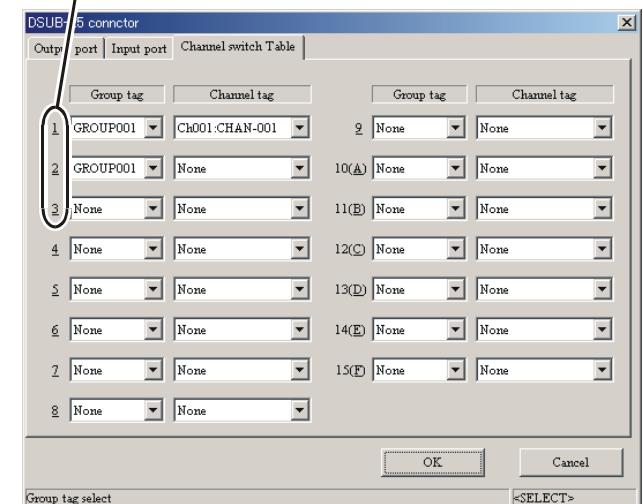 DSUB-25 connctor
Output port Input port Channel switch Table
Group tag Channel tag Group tag Channel tag
1 GROUP001 Ch001:CHAN-001 9 None None
2 GROUP001 None 10(A) None None
3 None None 11(B) None None
4 None None 12(C) None None
5 None None 13(D) None None
6 None None 14(E) None None
7 None None 15(F) None None
8 None None
OK Cancel
Group tag select <SELECT>